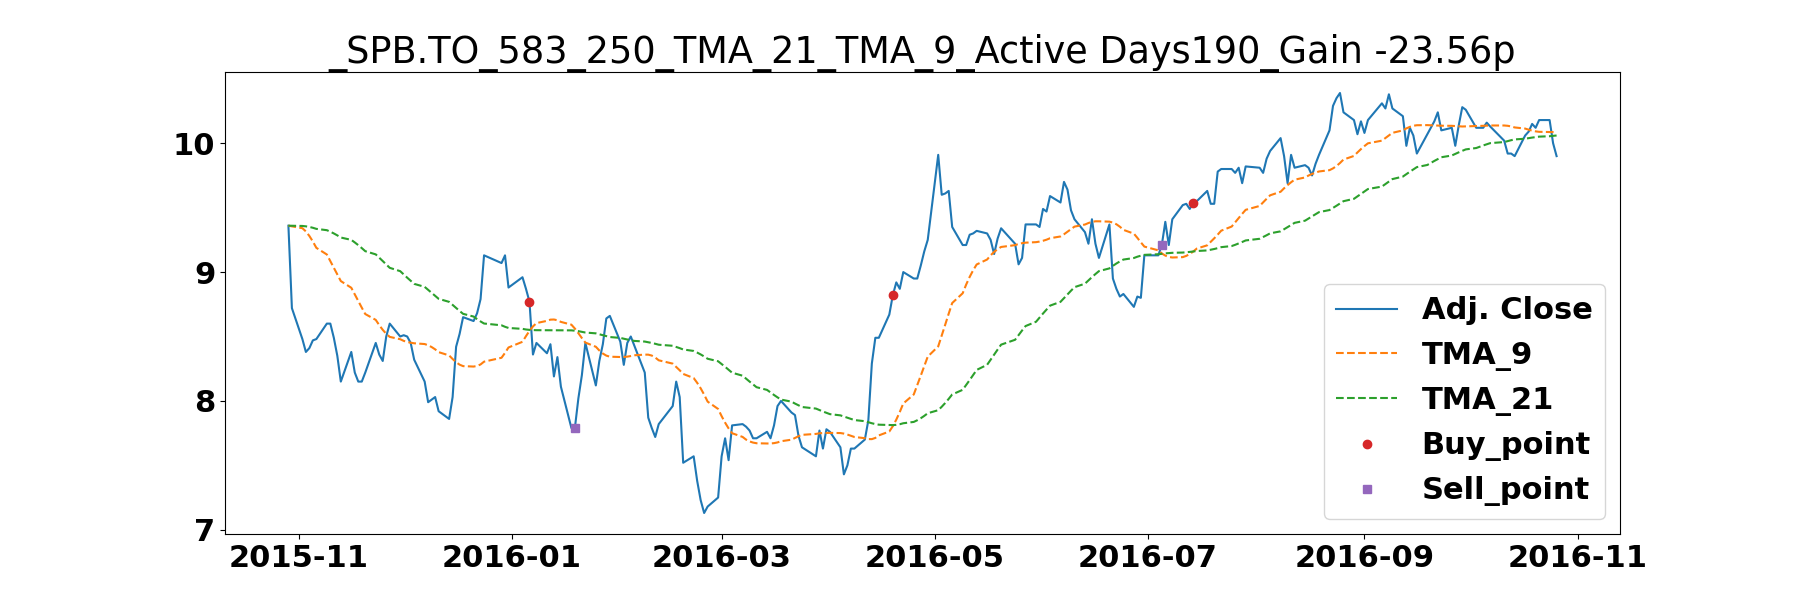 _SPB.TO_583_250_TMA_21_TMA_9_Active Days190_Gain -23.56p
10
9
8
7
2015-11 2016-01 2016-03 2016-05 2016-07 2016-09 2016-11
Adj. Close
TMA_9
TMA_21
Buy_point
Sell_point